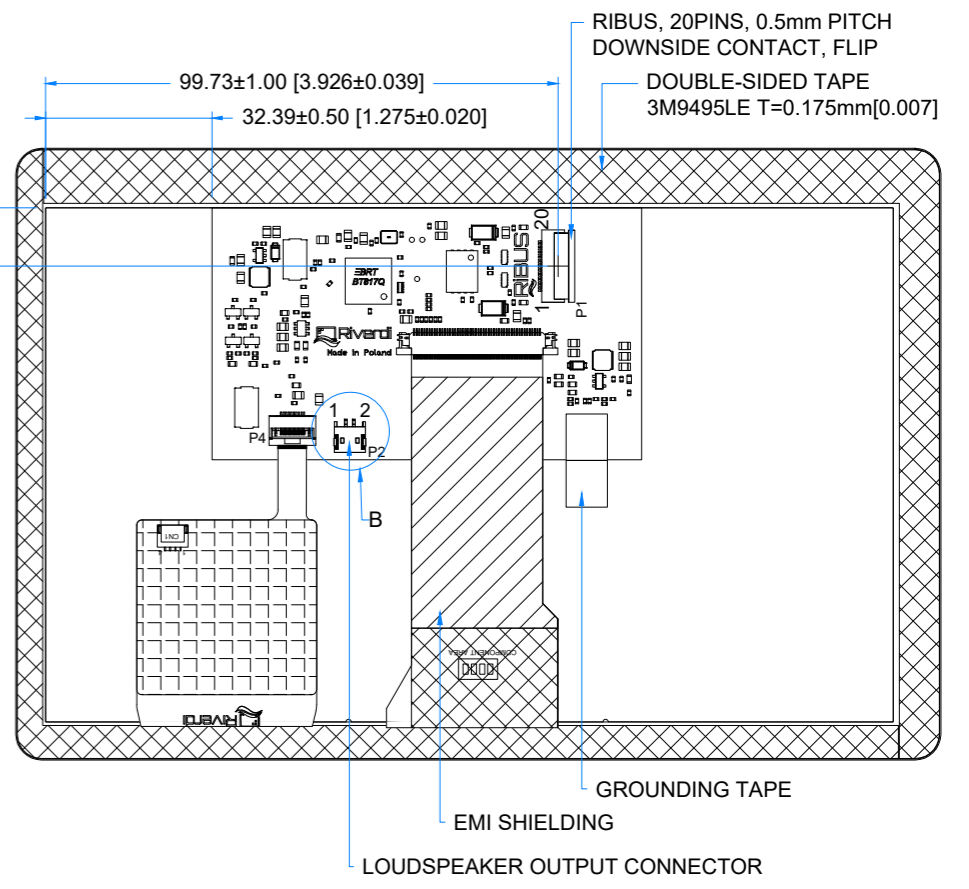 RIBUS, 20PINS, 0.5mm PITCH
DOWNSIDE CONTACT, FLIP
99.73±1.00 [3.926±0.039]
DOUBLE-SIDED TAPE
3M9495LE T=0.175mm[0.007]
32.39±0.50 [1.275±0.020]
20
RiBUS
1
P1
BRT
BT817Q
Riverdi
Made in Poland
1 2
P4
P2
B
CN1
COMPONENT AREA
Riverdi
GROUNDING TAPE
EMI SHIELDING
LOUDSPEAKER OUTPUT CONNECTOR